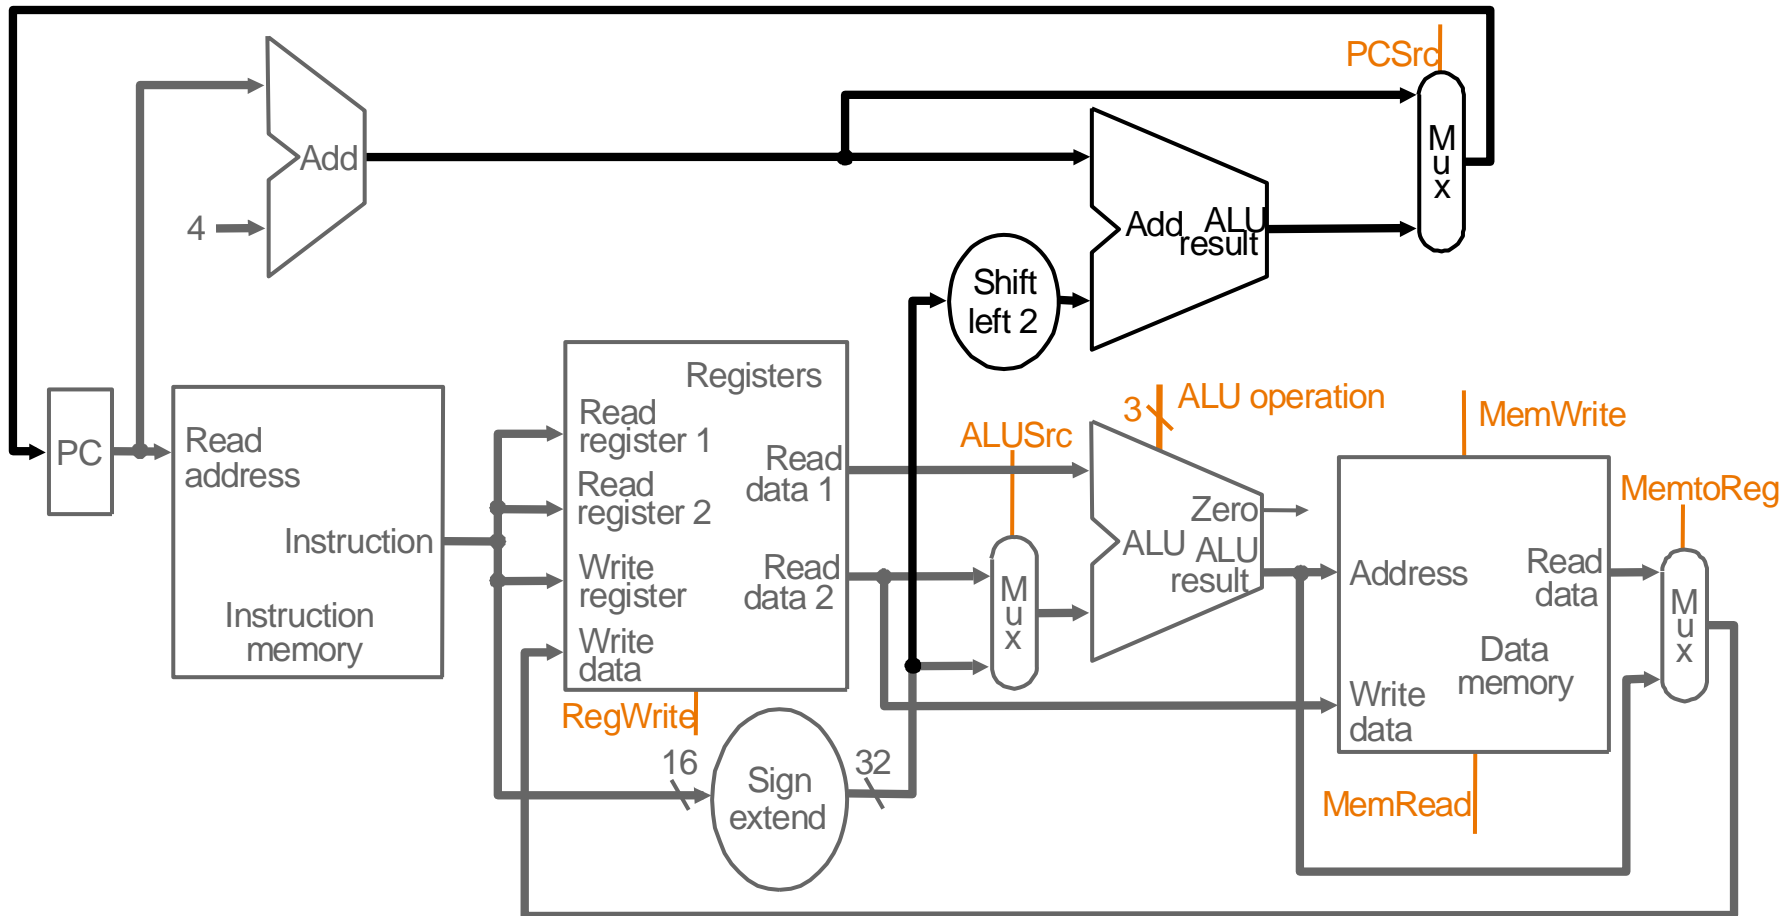 PCSrc
M
u
x
Add
4
Add
ALU
result
Shift
left 2
PC
Read
address
Instruction
Instruction
memory
Registers
Read
register 1
Read
register 2
Write
register
Write
data
Read
data 1
Read
data 2
RegWrite
16
Sign
extend
32
ALUSrc
M
u
x
3
ALU operation
Zero
ALU
ALU
result
MemWrite
Address
Read
data
Data
memory
Write
data
MemRead
MemtoReg
M
u
x